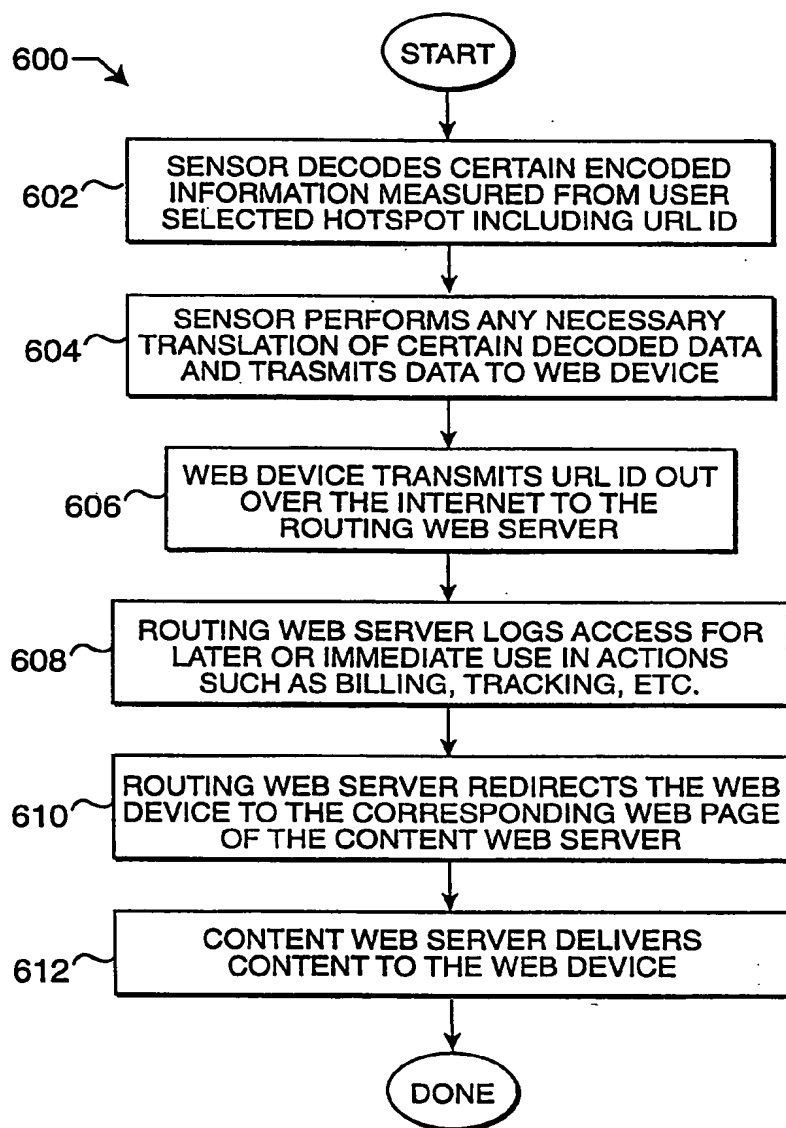 START
600
602
SENSOR DECODES CERTAIN ENCODED
INFORMATION MEASURED FROM USER
SELECTED HOTSPOT INCLUDING URL ID
604
SENSOR PERFORMS ANY NECESSARY
TRANSLATION OF CERTAIN DECODED DATA
AND TRASMITS DATA TO WEB DEVICE
606
WEB DEVICE TRANSMITS URL ID OUT
OVER THE INTERNET TO THE
ROUTING WEB SERVER
608
ROUTING WEB SERVER LOGS ACCESS FOR
LATER OR IMMEDIATE USE IN ACTIONS
SUCH AS BILLING, TRACKING, ETC.
610
ROUTING WEB SERVER REDIRECTS THE WEB
DEVICE TO THE CORRESPONDING WEB PAGE
OF THE CONTENT WEB SERVER
612
CONTENT WEB SERVER DELIVERS
CONTENT TO THE WEB DEVICE
DONE